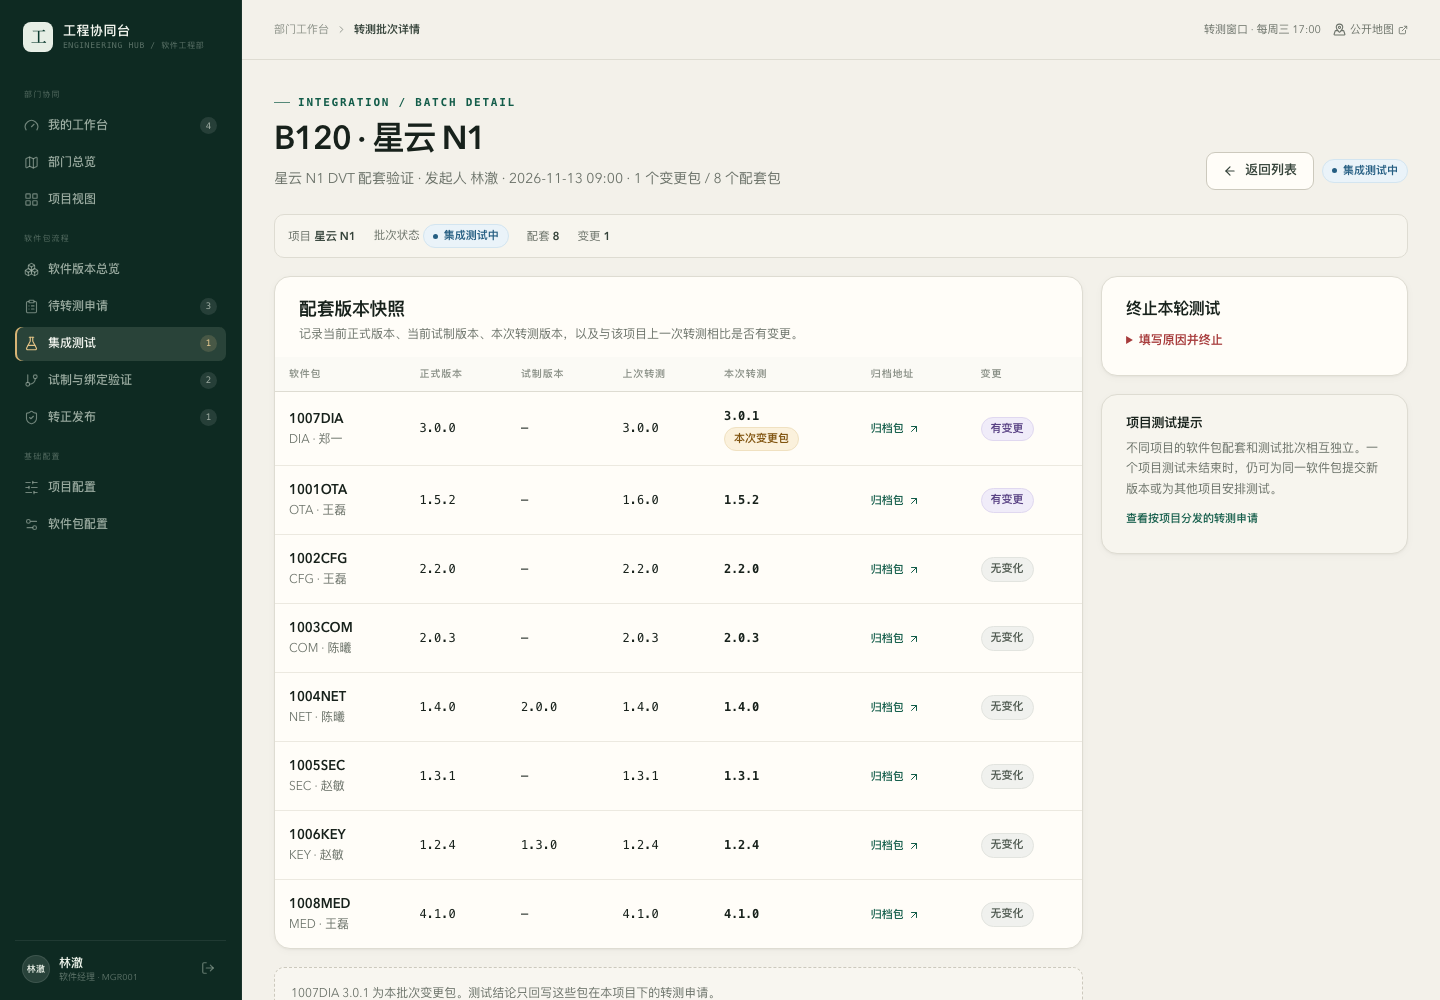 工
工程协同台
ENGINEERING HUB / 软件工程部
部门协同
我的工作台 4
部门总览
项目视图
软件包流程
软件版本总览
待转测申请 3
集成测试 1
试制与绑定验证 2
转正发布 1
基础配置
项目配置
软件包配置
林澈 林澈
软件经理 · MGR001
部门工作台 > 转测批次详情
转测窗口 · 每周三 17:00 公开地图
INTEGRATION / BATCH DETAIL
B120 · 星云 N1
星云 N1 DVT 配套验证 · 发起人 林澈 · 2026-11-13 09:00 · 1 个变更包 / 8 个配套包
← 返回列表 集成测试中
项目 星云 N1 批次状态 集成测试中 配套 8 变更 1
配套版本快照
记录当前正式版本、当前试制版本、本次转测版本，以及与该项目上一次转测相比是否有变更。
软件包 正式版本 试制版本 上次转测 本次转测 归档地址 变更
1007DIA
DIA · 郑一 3.0.0 — 3.0.0 3.0.1 本次变更包 归档包 ↗ 有变更
1001OTA
OTA · 王磊 1.5.2 — 1.6.0 1.5.2 归档包 ↗ 有变更
1002CFG
CFG · 王磊 2.2.0 — 2.2.0 2.2.0 归档包 ↗ 无变化
1003COM
COM · 陈曦 2.0.3 — 2.0.3 2.0.3 归档包 ↗ 无变化
1004NET
NET · 陈曦 1.4.0 2.0.0 1.4.0 1.4.0 归档包 ↗ 无变化
1005SEC
SEC · 赵敏 1.3.1 — 1.3.1 1.3.1 归档包 ↗ 无变化
1006KEY
KEY · 赵敏 1.2.4 1.3.0 1.2.4 1.2.4 归档包 ↗ 无变化
1008MED
MED · 王磊 4.1.0 — 4.1.0 4.1.0 归档包 ↗ 无变化
1007DIA 3.0.1 为本批次变更包。测试结论只回写这些包在本项目下的转测申请。
终止本轮测试
▶ 填写原因并终止
项目测试提示
不同项目的软件包配套和测试批次相互独立。一
个项目测试未结束时，仍可为同一软件包提交新
版本或为其他项目安排测试。
查看按项目分发的转测申请